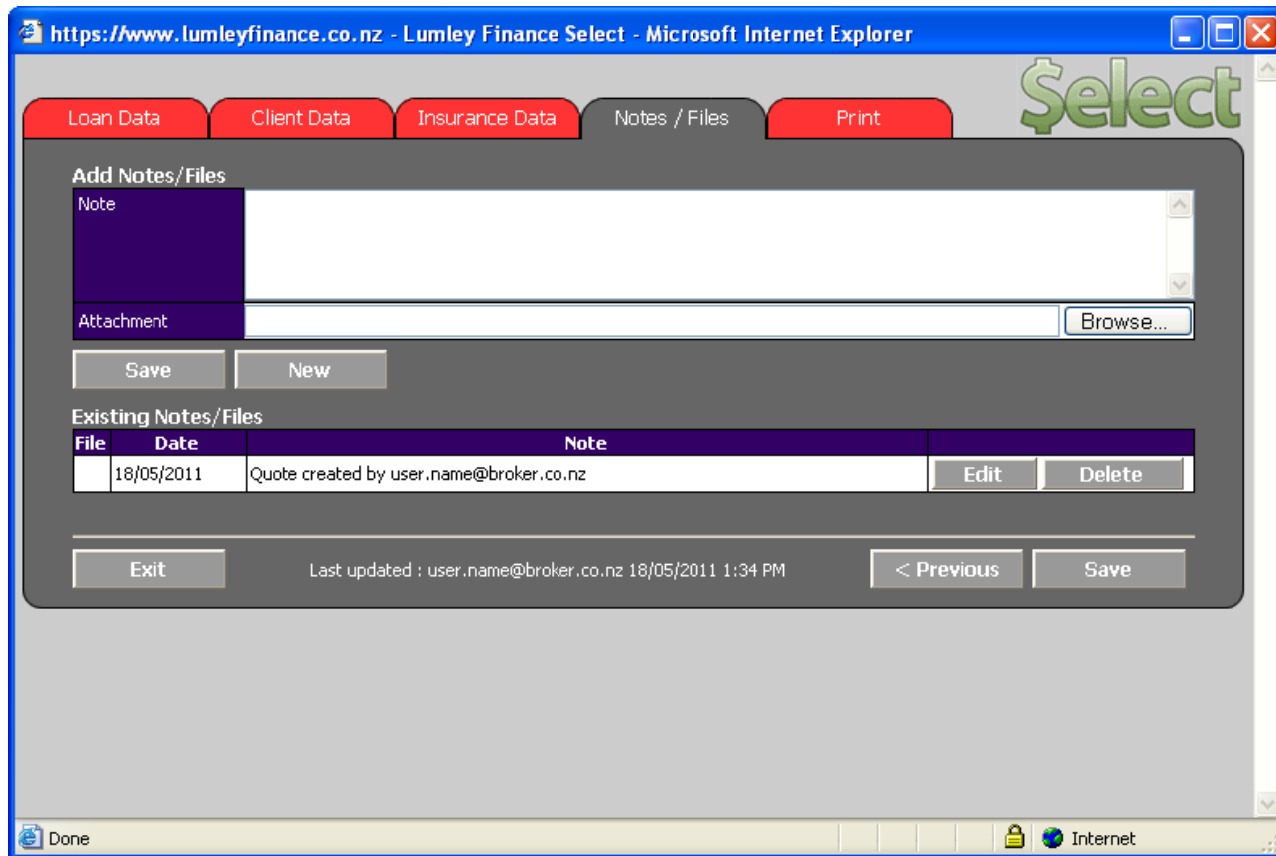 https://www.lumleyfinance.co.nz - Lumley Finance Select - Microsoft Internet Explorer
$elect
Loan Data Client Data Insurance Data Notes / Files Print
Add Notes/Files
Note
Attachment Browse...
Save New
Existing Notes/Files
File Date Note
18/05/2011 Quote created by user.name@broker.co.nz Edit Delete
Exit Last updated : user.name@broker.co.nz 18/05/2011 1:34 PM < Previous Save
Done Internet